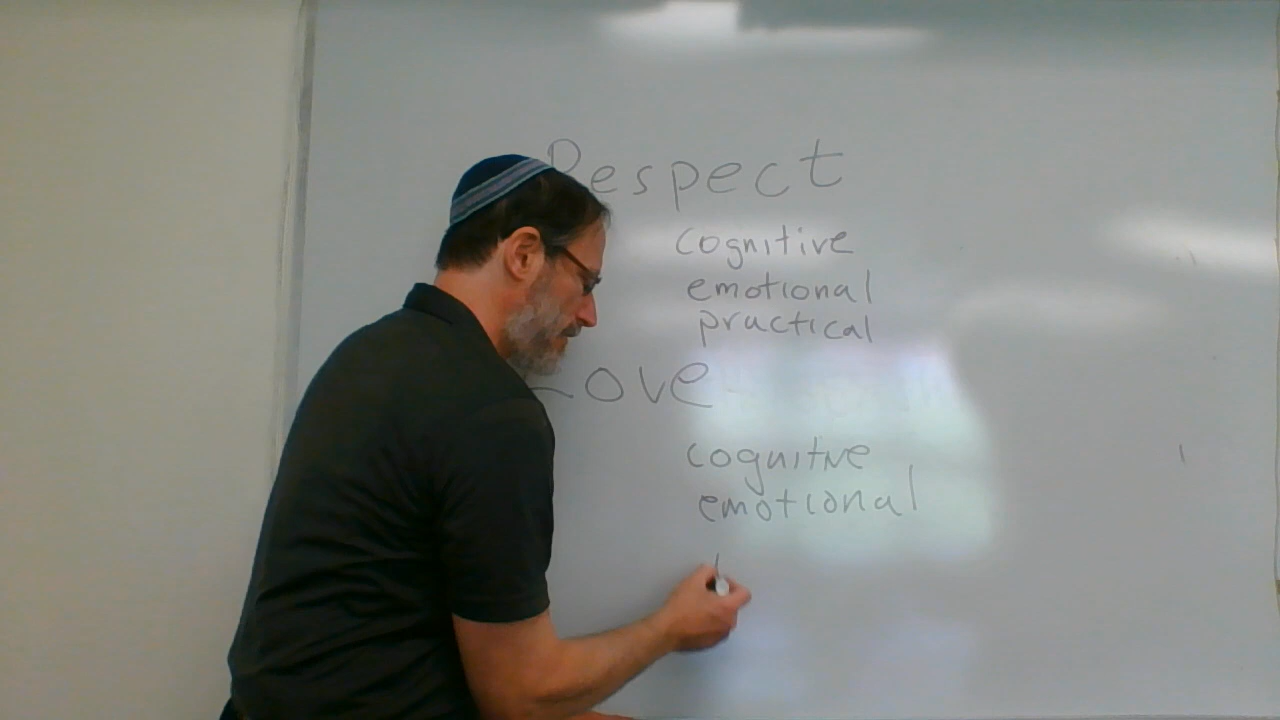 Respect
cognitive
emotional
practical
Love
cognitive
emotional